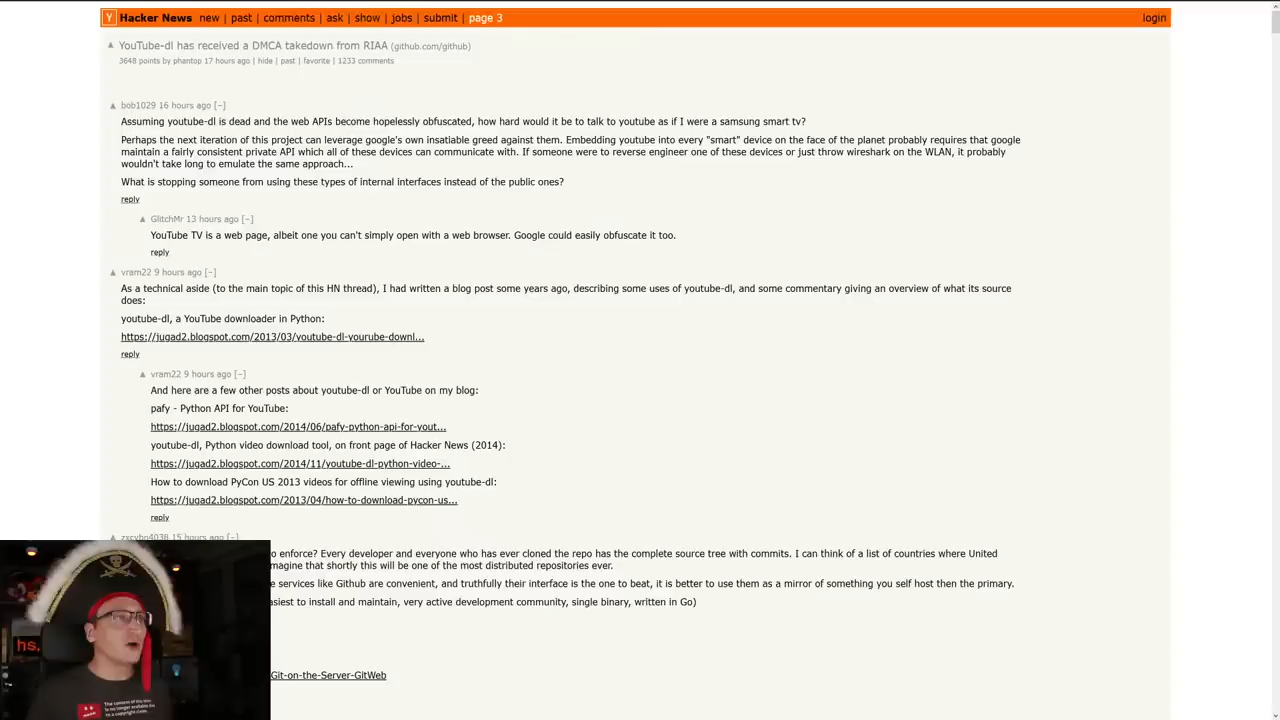 Y Hacker News new | past | comments | ask | show | jobs | submit | page 3 login
▲ YouTube-dl has received a DMCA takedown from RIAA (github.com/github)
3648 points by phantop 17 hours ago | hide | past | favorite | 1233 comments
▲ bob1029 16 hours ago [–]
Assuming youtube-dl is dead and the web APIs become hopelessly obfuscated, how hard would it be to talk to youtube as if I were a samsung smart tv?
Perhaps the next iteration of this project can leverage google's own insatiable greed against them. Embedding youtube into every "smart" device on the face of the planet probably requires that google
maintain a fairly consistent private API which all of these devices can communicate with. If someone were to reverse engineer one of these devices or just throw wireshark on the WLAN, it probably
wouldn't take long to emulate the same approach...
What is stopping someone from using these types of internal interfaces instead of the public ones?
reply
▲ GlitchMr 13 hours ago [–]
YouTube TV is a web page, albeit one you can't simply open with a web browser. Google could easily obfuscate it too.
reply
▲ vram22 9 hours ago [–]
As a technical aside (to the main topic of this HN thread), I had written a blog post some years ago, describing some uses of youtube-dl, and some commentary giving an overview of what its source
does:
youtube-dl, a YouTube downloader in Python:
https://jugad2.blogspot.com/2013/03/youtube-dl-yourube-downl...
reply
▲ vram22 9 hours ago [–]
And here are a few other posts about youtube-dl or YouTube on my blog:
pafy - Python API for YouTube:
https://jugad2.blogspot.com/2014/06/pafy-python-api-for-yout...
youtube-dl, Python video download tool, on front page of Hacker News (2014):
https://jugad2.blogspot.com/2014/11/youtube-dl-python-video-...
How to download PyCon US 2013 videos for offline viewing using youtube-dl:
https://jugad2.blogspot.com/2013/04/how-to-download-pycon-us...
reply
15 hours ago [–]
o enforce? Every developer and everyone who has ever cloned the repo has the complete source tree with commits. I can think of a list of countries where United
magine that shortly this will be one of the most distributed repositories ever.
e services like Github are convenient, and truthfully their interface is the one to beat, it is better to use them as a mirror of something you self host then the primary.
asiest to install and maintain, very active development community, single binary, written in Go)
Git-on-the-Server-GitWeb
hs.